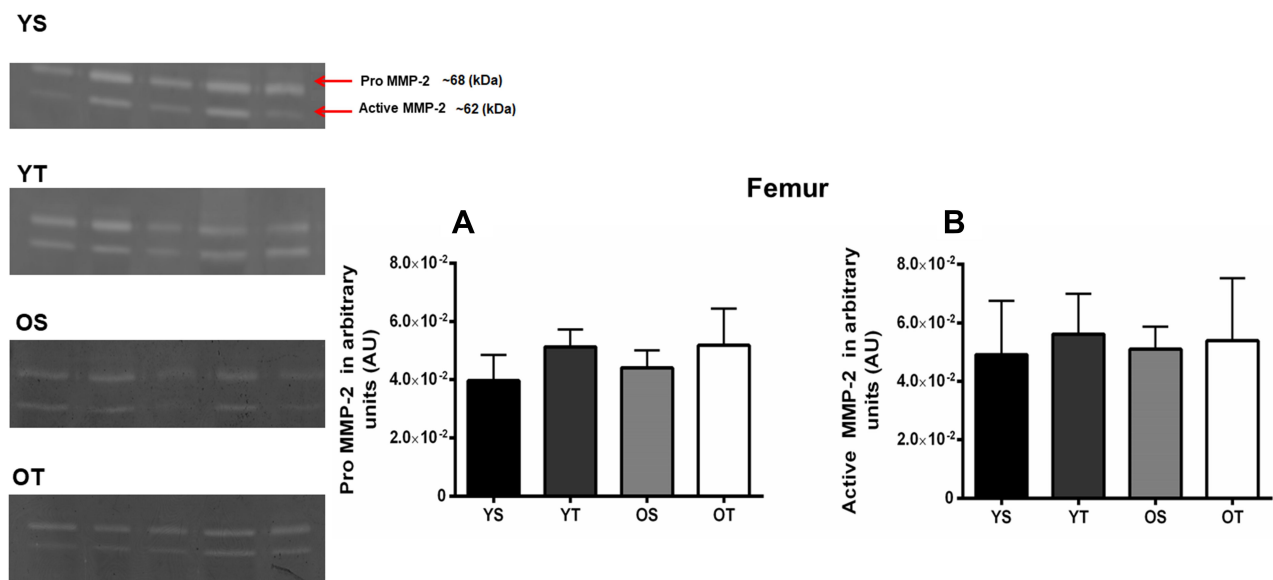 YS
Pro MMP-2 ~68 (kDa)
Active MMP-2 ~62 (kDa)
YT
OS
OT
Femur
A
Pro MMP-2 in arbitrary
units (AU)
8.0×10-2
6.0×10-2
4.0×10-2
2.0×10-2
0
YS YT OS OT
B
Active MMP-2 in arbitrary
units (AU)
8.0×10-2
6.0×10-2
4.0×10-2
2.0×10-2
0
YS YT OS OT